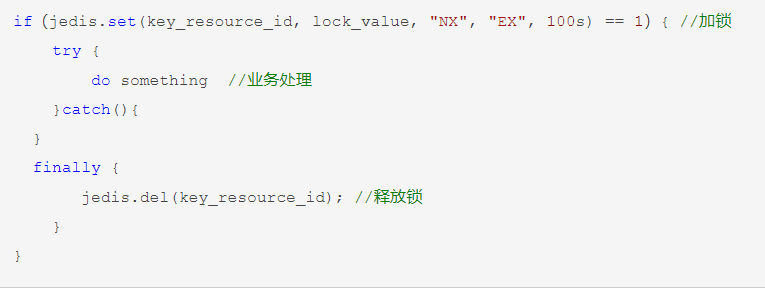 if (jedis.set(key_resource_id, lock_value, "NX", "EX", 100s) == 1) { //加锁
try {
do something //业务处理
}catch(){
}
finally {
jedis.del(key_resource_id); //释放锁
}
}